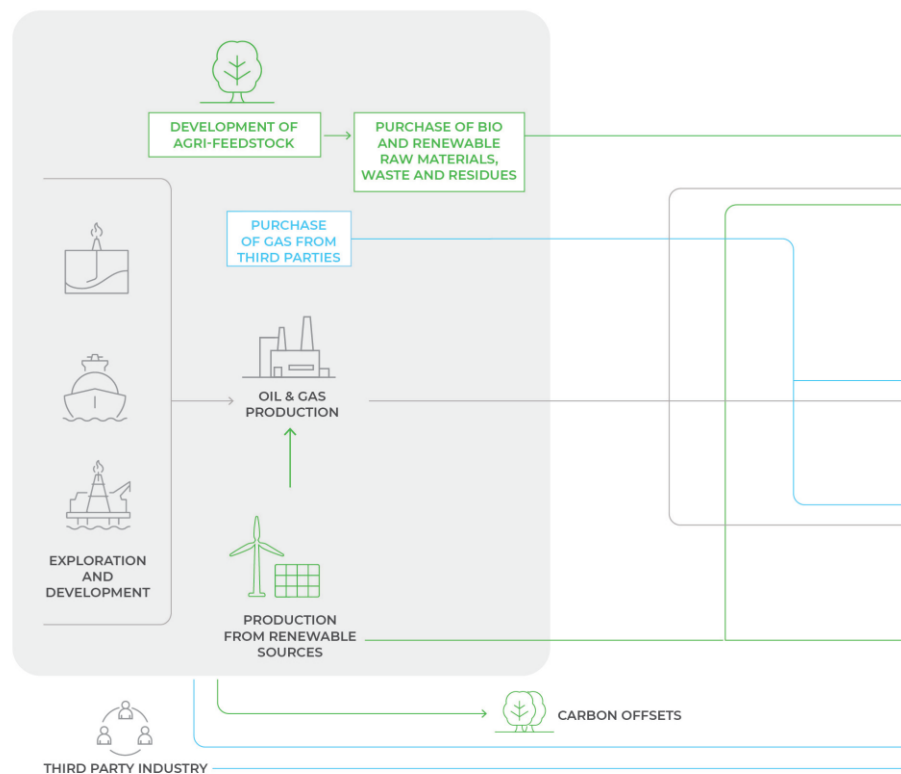 DEVELOPMENT OF
AGRI-FEEDSTOCK
PURCHASE OF BIO
AND RENEWABLE
RAW MATERIALS,
WASTE AND RESIDUES
PURCHASE
OF GAS FROM
THIRD PARTIES
OIL & GAS
PRODUCTION
EXPLORATION
AND
DEVELOPMENT
PRODUCTION
FROM RENEWABLE
SOURCES
CARBON OFFSETS
THIRD PARTY INDUSTRY